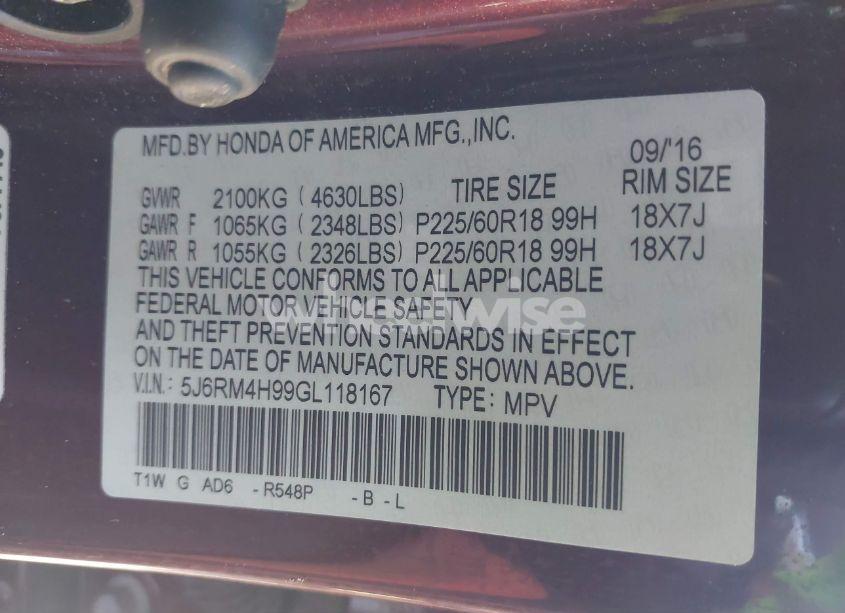 MFD.BY HONDA OF AMERICA MFG.,INC. 09/'16
GVWR 2100KG ( 4630LBS) TIRE SIZE RIM SIZE
GAWR F 1065KG ( 2348LBS) P225/60R18 99H 18X7J
GAWR R 1055KG ( 2326LBS) P225/60R18 99H 18X7J
THIS VEHICLE CONFORMS TO ALL APPLICABLE
FEDERAL MOTOR VEHICLE SAFETY
AND THEFT PREVENTION STANDARDS IN EFFECT
ON THE DATE OF MANUFACTURE SHOWN ABOVE.
V.I.N.: 5J6RM4H99GL118167 TYPE: MPV
T1W G AD6 - R548P - B - L
wheelwise